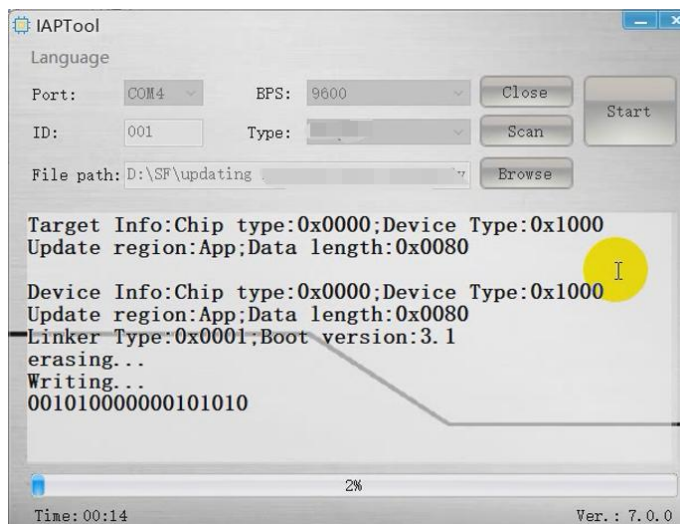 IAPTool
Language
Port: COM4 BPS: 9600 Close Start
ID: 001 Type: Scan
File path: D:\SF\updating Browse
Target Info:Chip type:0x0000;Device Type:0x1000
Update region:App;Data length:0x0080
Device Info:Chip type:0x0000;Device Type:0x1000
Update region:App;Data length:0x0080
Linker Type:0x0001;Boot version:3.1
erasing...
Writing...
001010000000101010
2%
Time:00:14 Ver.: 7.0.0